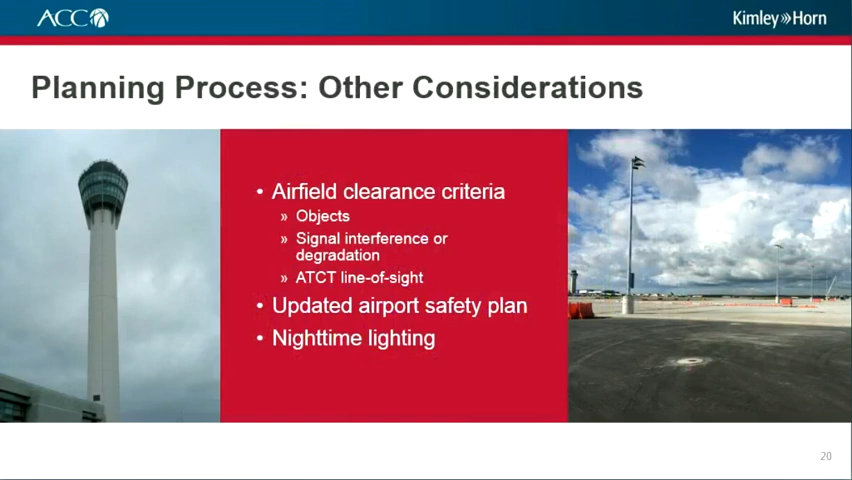 ACC
Kimley»Horn
Planning Process: Other Considerations
• Airfield clearance criteria
» Objects
» Signal interference or
degradation
» ATCT line-of-sight
• Updated airport safety plan
• Nighttime lighting
20